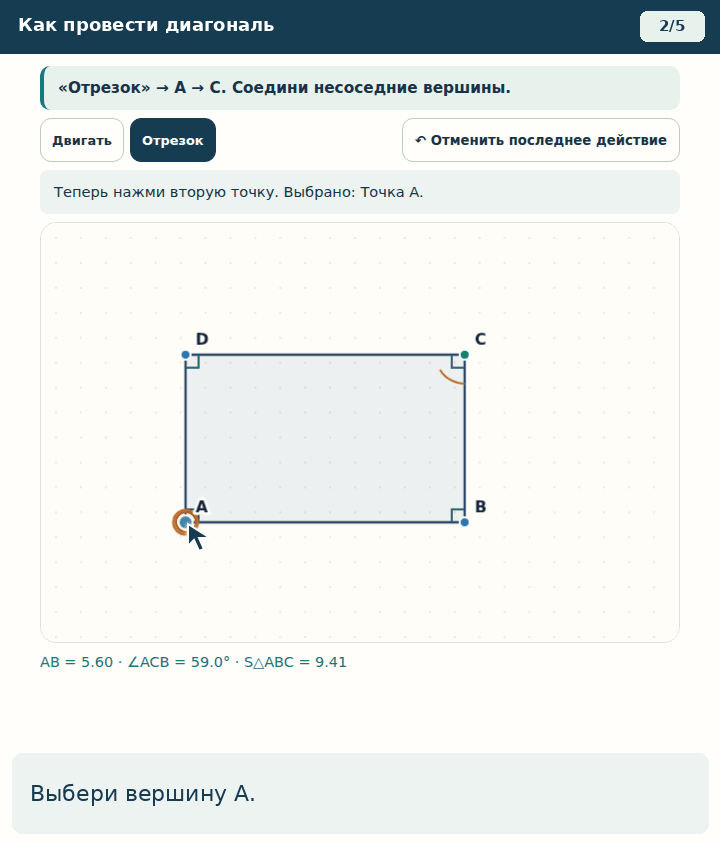 Как провести диагональ
2/5
«Отрезок» → A → C. Соедини несоседние вершины.
Двигать
Отрезок
↶ Отменить последнее действие
Теперь нажми вторую точку. Выбрано: Точка A.
D
C
A
B
AB = 5.60 · ∠ACB = 59.0° · S△ABC = 9.41
Выбери вершину A.